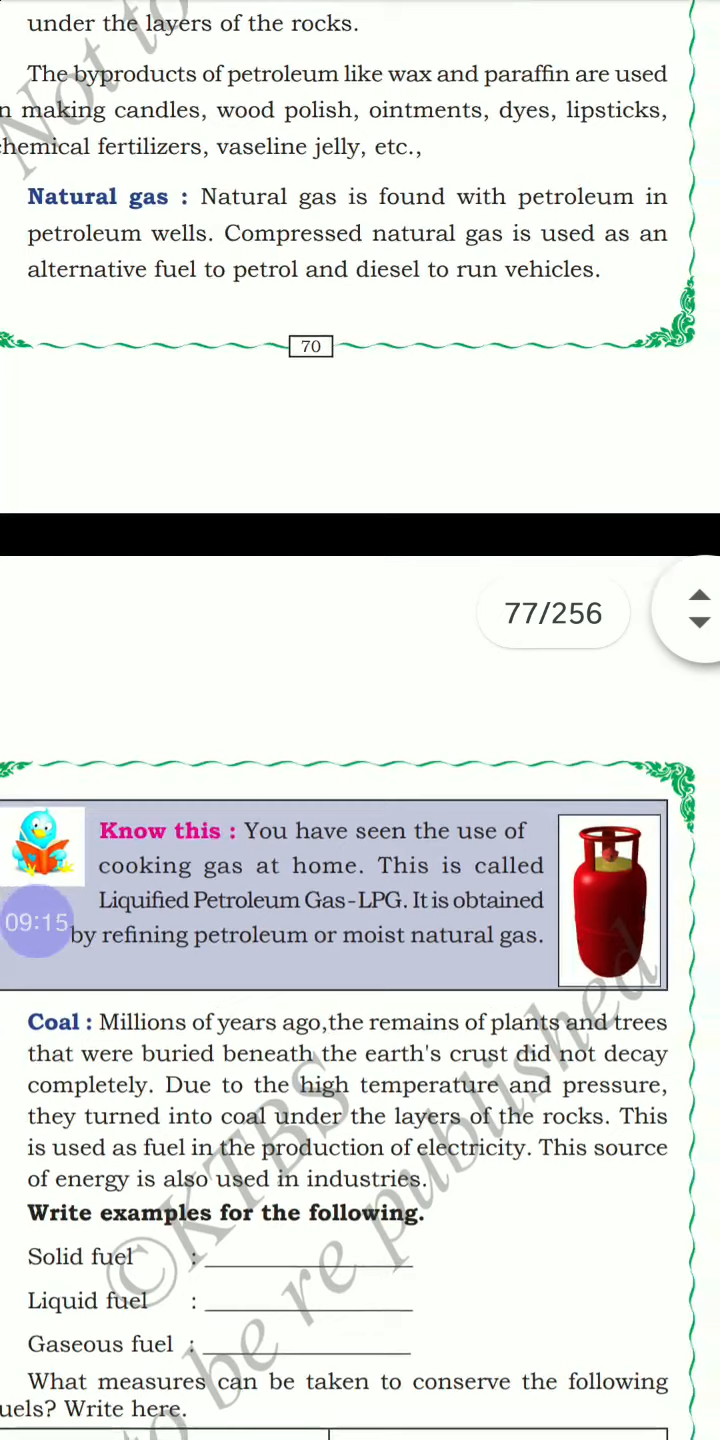 under the layers of the rocks.
The byproducts of petroleum like wax and paraffin are used
n making candles, wood polish, ointments, dyes, lipsticks,
chemical fertilizers, vaseline jelly, etc.,
Natural gas : Natural gas is found with petroleum in
petroleum wells. Compressed natural gas is used as an
alternative fuel to petrol and diesel to run vehicles.
70
77/256
Know this : You have seen the use of
cooking gas at home. This is called
Liquified Petroleum Gas-LPG. It is obtained
by refining petroleum or moist natural gas.
09:15
Coal : Millions of years ago,the remains of plants and trees
that were buried beneath the earth's crust did not decay
completely. Due to the high temperature and pressure,
they turned into coal under the layers of the rocks. This
is used as fuel in the production of electricity. This source
of energy is also used in industries.
Write examples for the following.
Solid fuel :
Liquid fuel :
Gaseous fuel :
What measures can be taken to conserve the following
uels? Write here.
Not to
©KTBS
to be re published